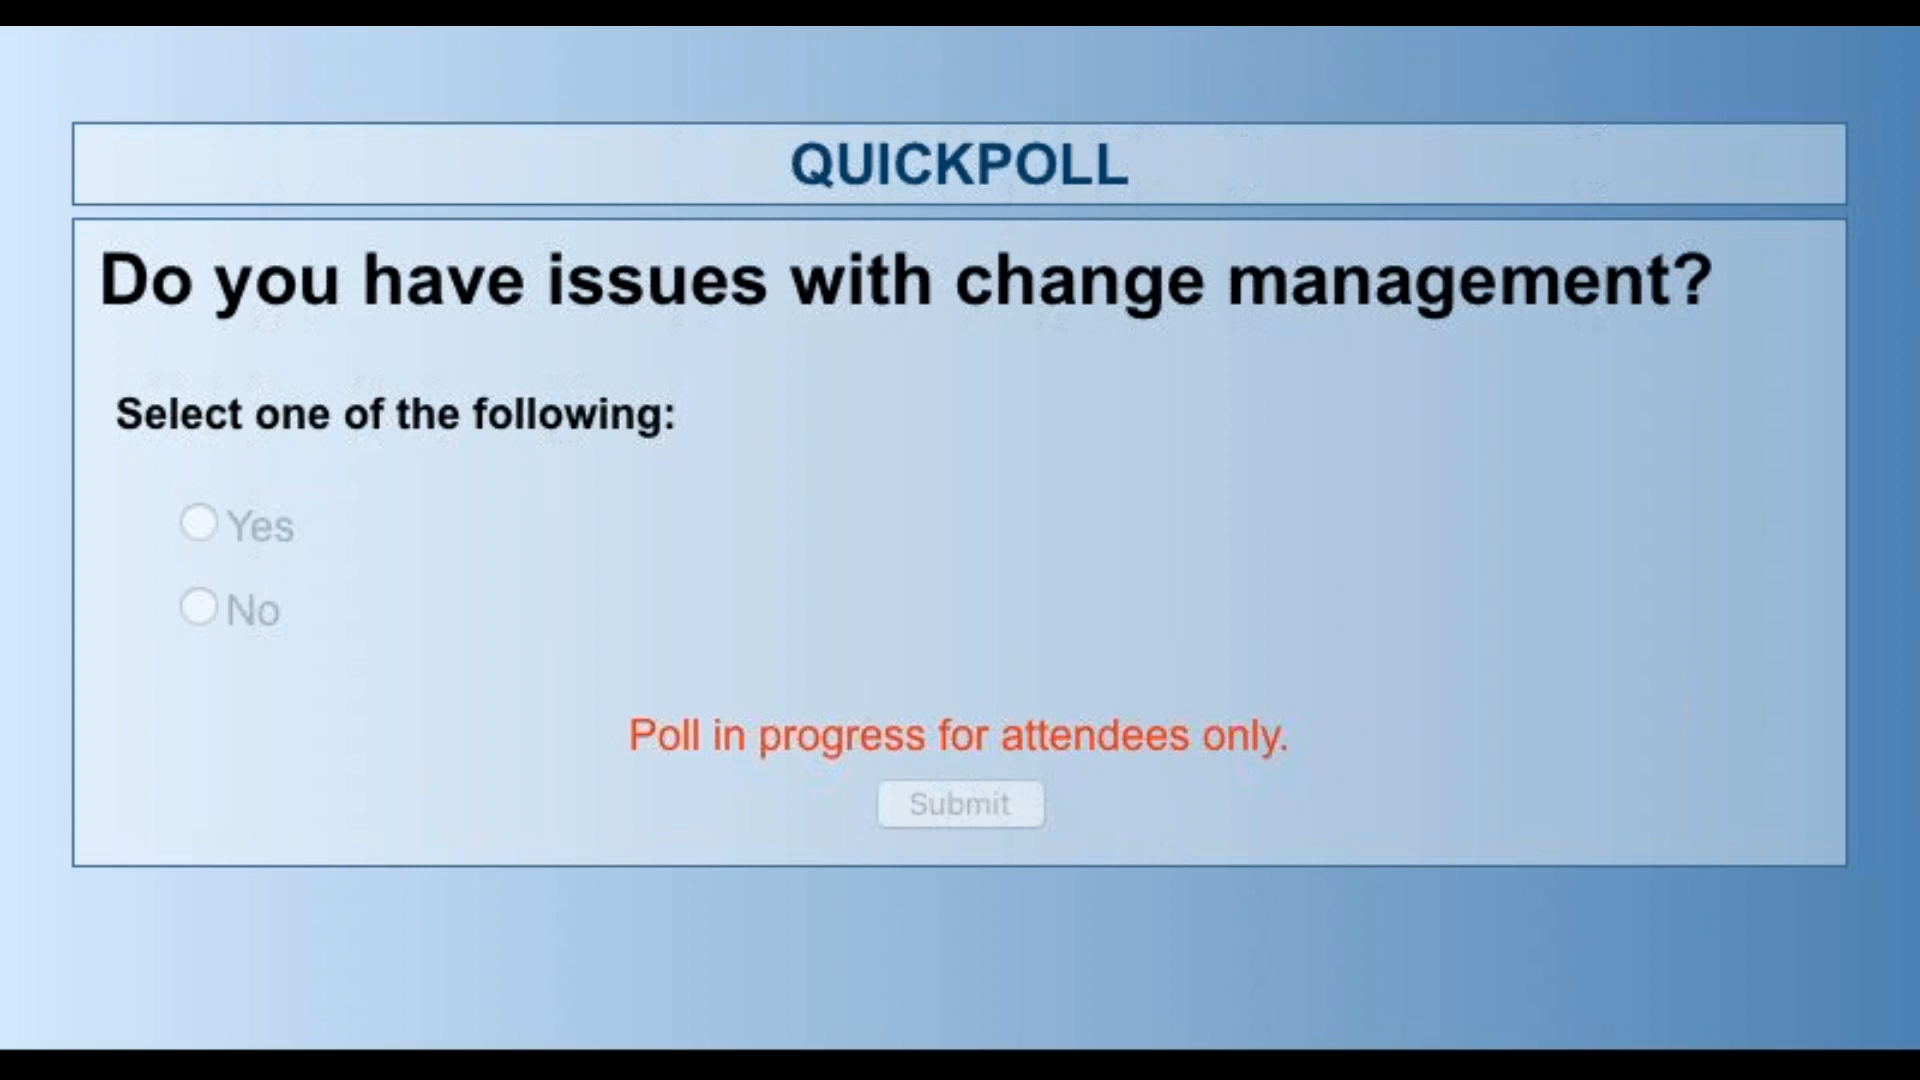 QUICKPOLL
Do you have issues with change management?
Select one of the following:
Yes
No
Poll in progress for attendees only.
Submit